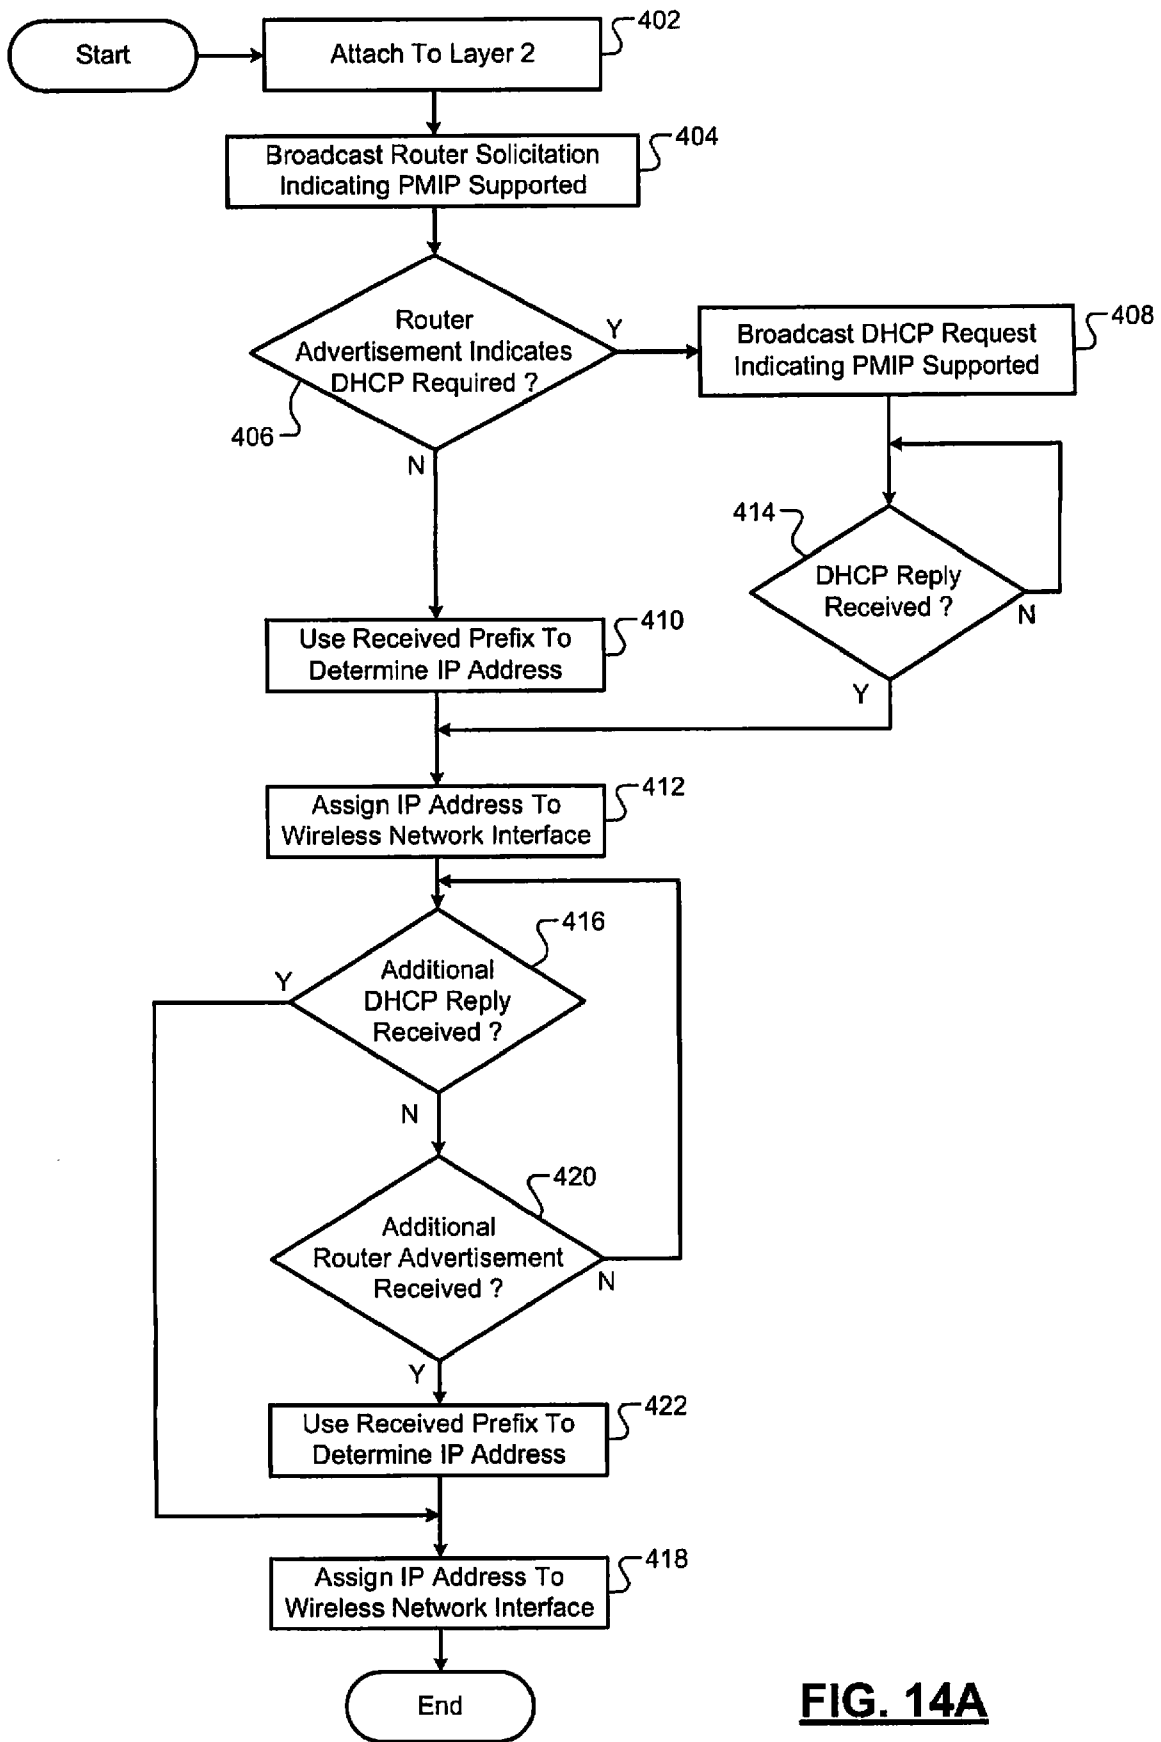 Start
Attach To Layer 2
402
Broadcast Router Solicitation
Indicating PMIP Supported
404
Router
Advertisement Indicates
DHCP Required ?
406
Y
N
Broadcast DHCP Request
Indicating PMIP Supported
408
414
DHCP Reply
Received ?
N
Y
Use Received Prefix To
Determine IP Address
410
Assign IP Address To
Wireless Network Interface
412
416
Additional
DHCP Reply
Received ?
Y
N
420
Additional
Router Advertisement
Received ?
N
Y
Use Received Prefix To
Determine IP Address
422
Assign IP Address To
Wireless Network Interface
418
End
FIG. 14A